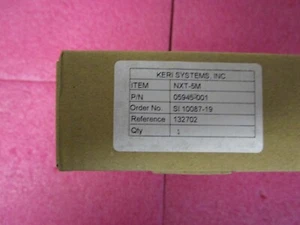 KERI SYSTEMS, INC
ITEM NXT-5M
P/N 05945-001
Order No. SI 10087-19
Reference 132702
Qty 1